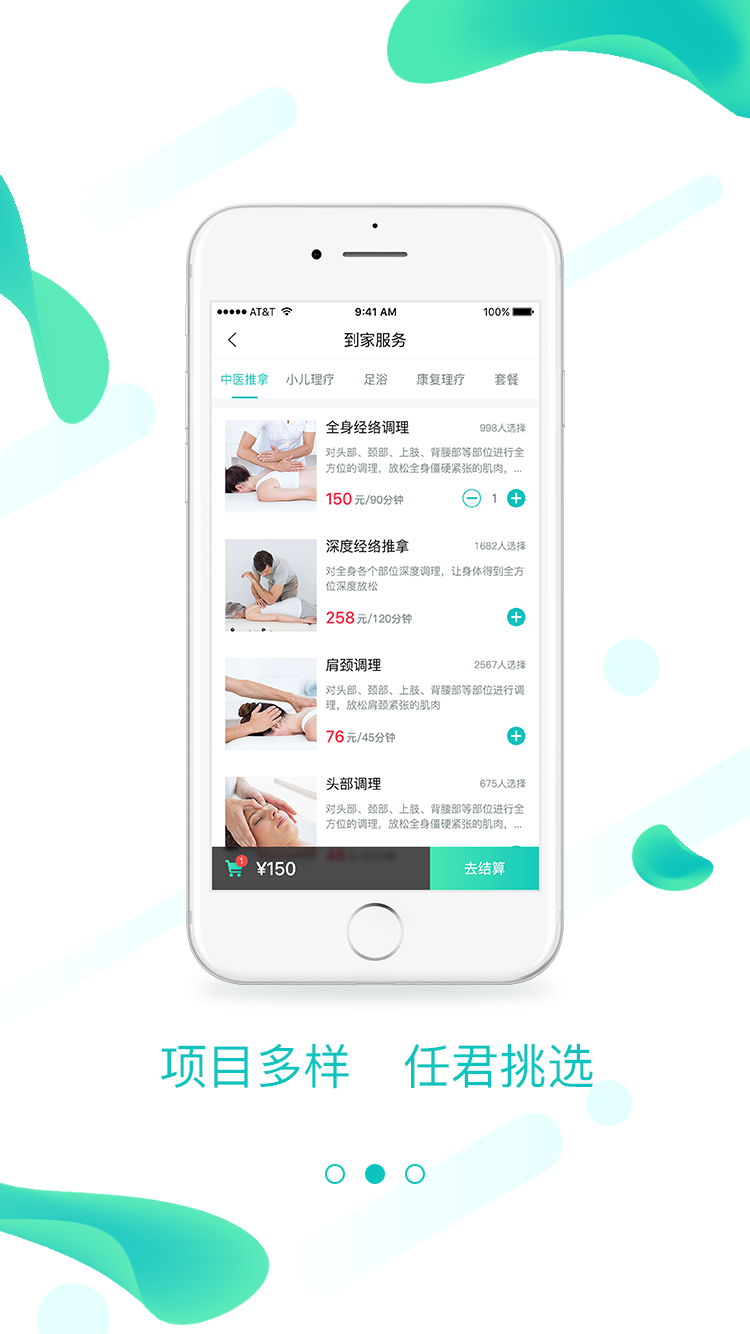 AT&T 9:41 AM 100%
到家服务
中医推拿 小儿理疗 足浴 康复理疗 套餐
全身经络调理 998人选择
对头部、颈部、上肢、背腰部等部位进行全
方位的调理，放松全身僵硬紧张的肌肉，...
150元/90分钟 1
深度经络推拿 1682人选择
对全身各个部位深度调理，让身体得到全方
位深度放松
258元/120分钟
肩颈调理 2567人选择
对头部、颈部、上肢、背腰部等部位进行调
理，放松肩颈紧张的肌肉
76元/45分钟
头部调理 675人选择
对头部、颈部、上肢、背腰部等部位进行全
方位的调理，放松全身僵硬紧张的肌肉，...
1 ¥150 去结算
项目多样 任君挑选